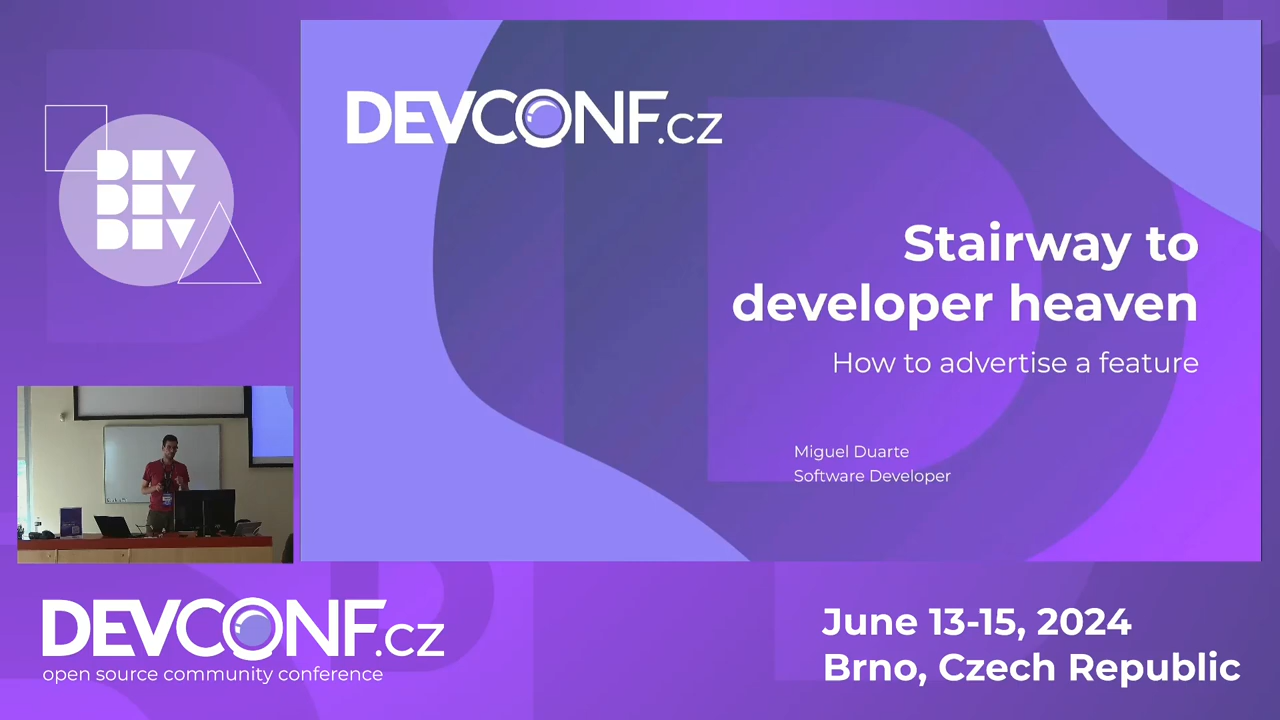 DEVCONF.cz
Stairway to
developer heaven
How to advertise a feature
Miguel Duarte
Software Developer
DEV
DEV
DEV
DEVCONF.cz
open source community conference
June 13-15, 2024
Brno, Czech Republic